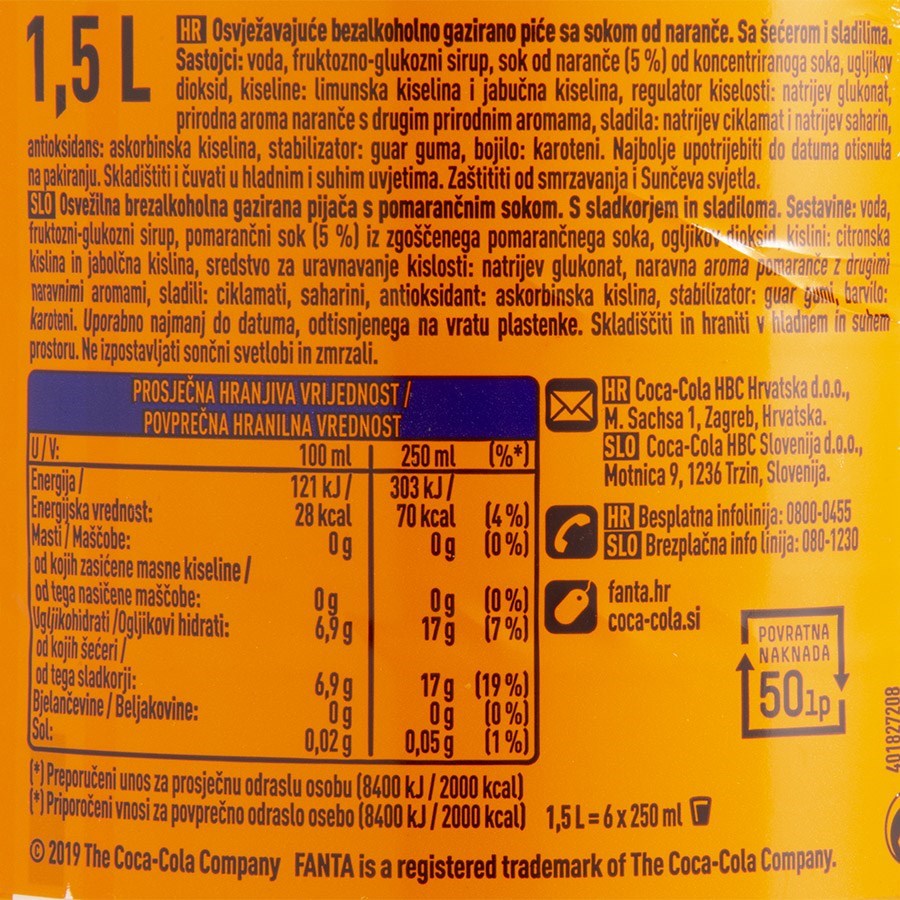 1,5 L
HR Osvježavajuće bezalkoholno gazirano piće sa sokom od naranče. Sa šećerom i sladilima.
Sastojci: voda, fruktozno-glukozni sirup, sok od naranče (5 %) od koncentriranoga soka, ugljikov
dioksid, kiseline: limunska kiselina i jabučna kiselina, regulator kiselosti: natrijev glukonat,
prirodna aroma naranče s drugim prirodnim aromama, sladila: natrijev ciklamat i natrijev saharin,
antioksidans: askorbinska kiselina, stabilizator: guar guma, bojilo: karoteni. Najbolje upotrijebiti do datuma otisnuta
na pakiranju. Skladištiti i čuvati u hladnim i suhim uvjetima. Zaštititi od smrzavanja i Sunčeva svjetla.
SLO Osvežilna brezalkoholna gazirana pijača s pomarančnim sokom. S sladkorjem in sladiloma. Sestavine: voda,
fruktozni-glukozni sirup, pomarančni sok (5 %) iz zgoščenega pomarančnega soka, ogljikov dioksid, kislini: citronska
kislina in jabolčna kislina, sredstvo za uravnavanje kislosti: natrijev glukonat, naravna aroma pomaranče z drugimi
naravnimi aromami, sladili: ciklamati, saharini, antioksidant: askorbinska kislina, stabilizator: guar gumi, barvilo:
karoteni. Uporabno najmanj do datuma, odtisnjenega na vratu plastenke. Skladiščiti in hraniti v hladnem in suhem
prostoru. Ne izpostavljati sončni svetlobi in zmrzali.
PROSJEČNA HRANJIVA VRIJEDNOST /
POVPREČNA HRANILNA VREDNOST
U/V: 100 ml 250 ml (%*)
Energija / 121 kJ / 303 kJ /
Energijska vrednost: 28 kcal 70 kcal (4 %)
Masti / Maščobe: 0 g 0 g (0 %)
od kojih zasićene masne kiseline /
od tega nasičene maščobe: 0 g 0 g (0 %)
Ugljikohidrati /Ogljikovi hidrati: 6,9 g 17 g (7 %)
od kojih šećeri /
od tega sladkorji: 6,9 g 17 g (19 %)
Bjelančevine / Beljakovine: 0 g 0 g (0 %)
Sol: 0,02 g 0,05 g (1 %)
(*) Preporučeni unos za prosječnu odraslu osobu (8400 kJ / 2000 kcal)
(*) Priporočeni vnosi za povprečno odraslo osebo (8400 kJ / 2000 kcal) 1,5 L = 6 x 250 ml
HR Coca-Cola HBC Hrvatska d.o.o.,
M. Sachsa 1, Zagreb, Hrvatska.
SLO Coca-Cola HBC Slovenija d.o.o.,
Motnica 9, 1236 Trzin, Slovenija.
HR Besplatna infolinija: 0800-0455
SLO Brezplačna info linija: 080-1230
fanta.hr
coca-cola.si
POVRATNA
NAKNADA
50lp
401827208
© 2019 The Coca-Cola Company FANTA is a registered trademark of The Coca-Cola Company.